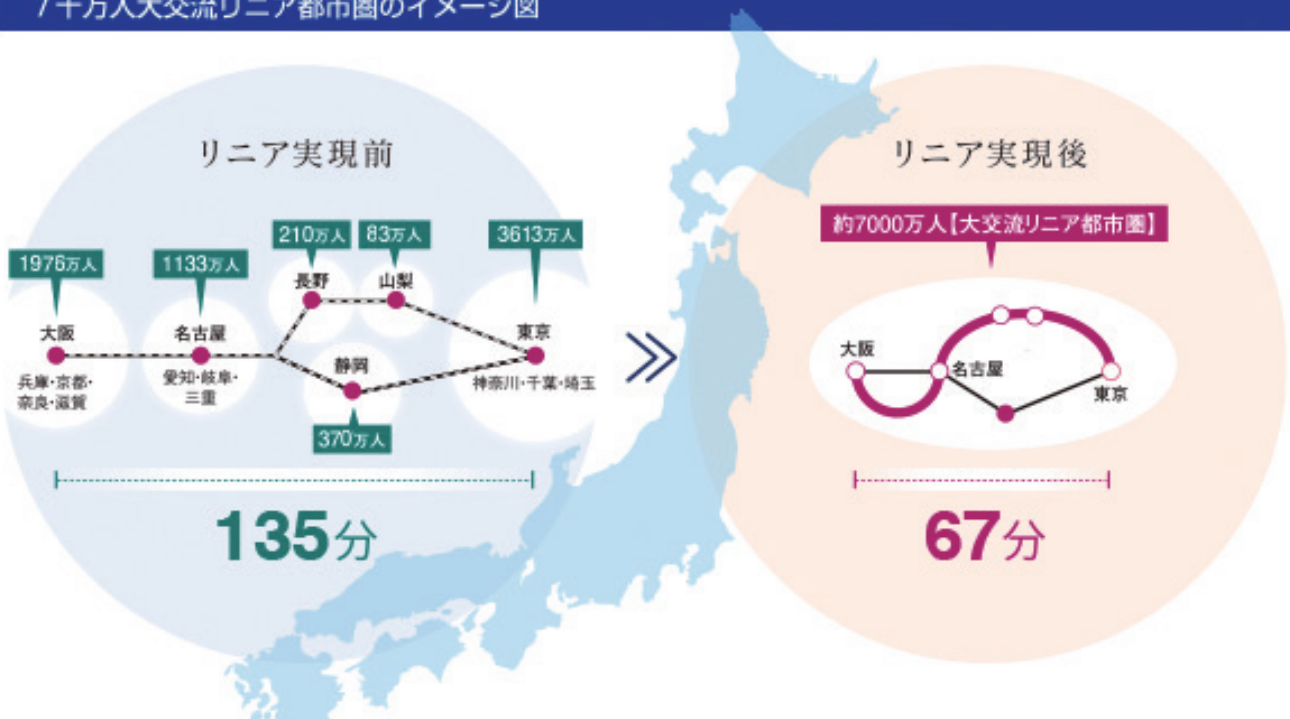 7千万人大交流リニア都市圏のイメージ図
リニア実現前
1976万人
1133万人
210万人
83万人
3613万人
大阪
兵庫・京都・
奈良・滋賀
名古屋
愛知・岐阜・
三重
長野
山梨
静岡
370万人
東京
神奈川・千葉・埼玉
135分
リニア実現後
約7000万人【大交流リニア都市圏】
大阪
名古屋
東京
67分